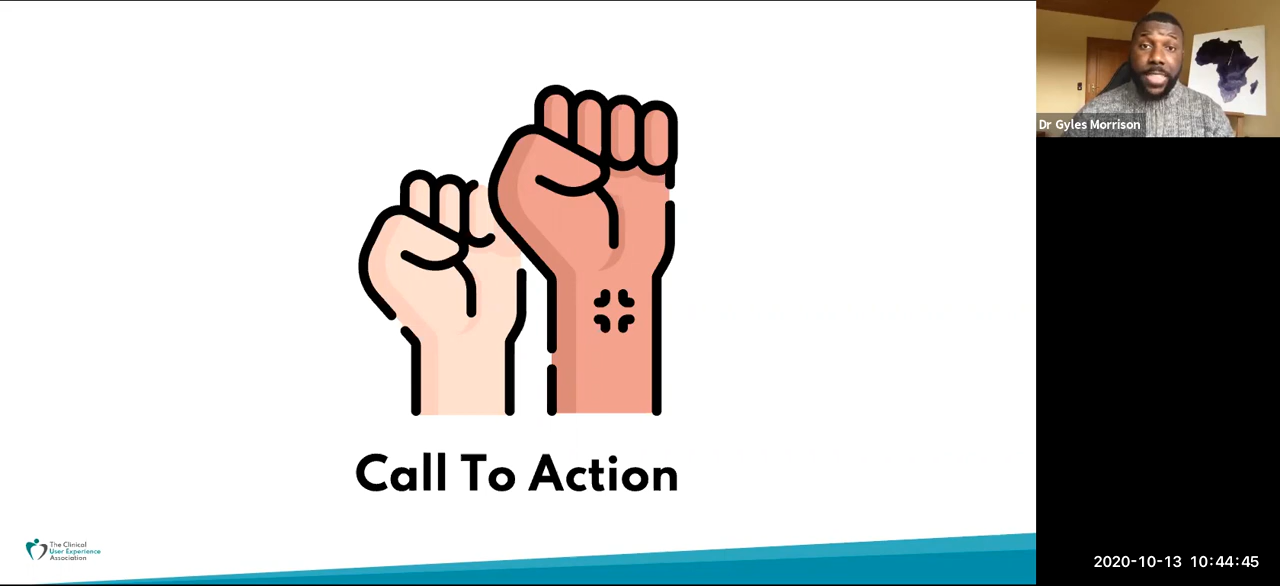 Dr Gyles Morrison
Call To Action
The Clinical
User Experience
Association
2020-10-13 10:44:45